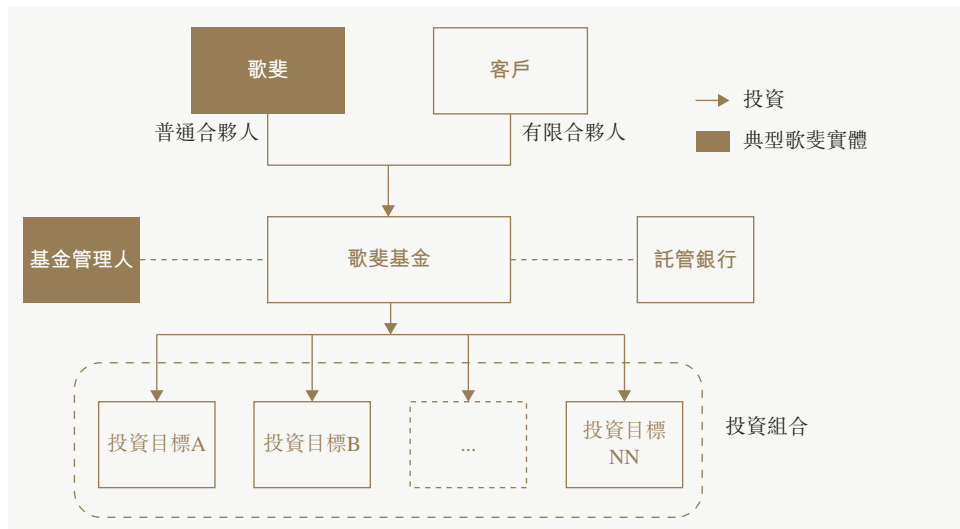 歌斐
客戶
投資
普通合夥人
有限合夥人
典型歌斐實體
基金管理人
歌斐基金
託管銀行
投資目標A
投資目標B
...
投資目標
NN
投資組合